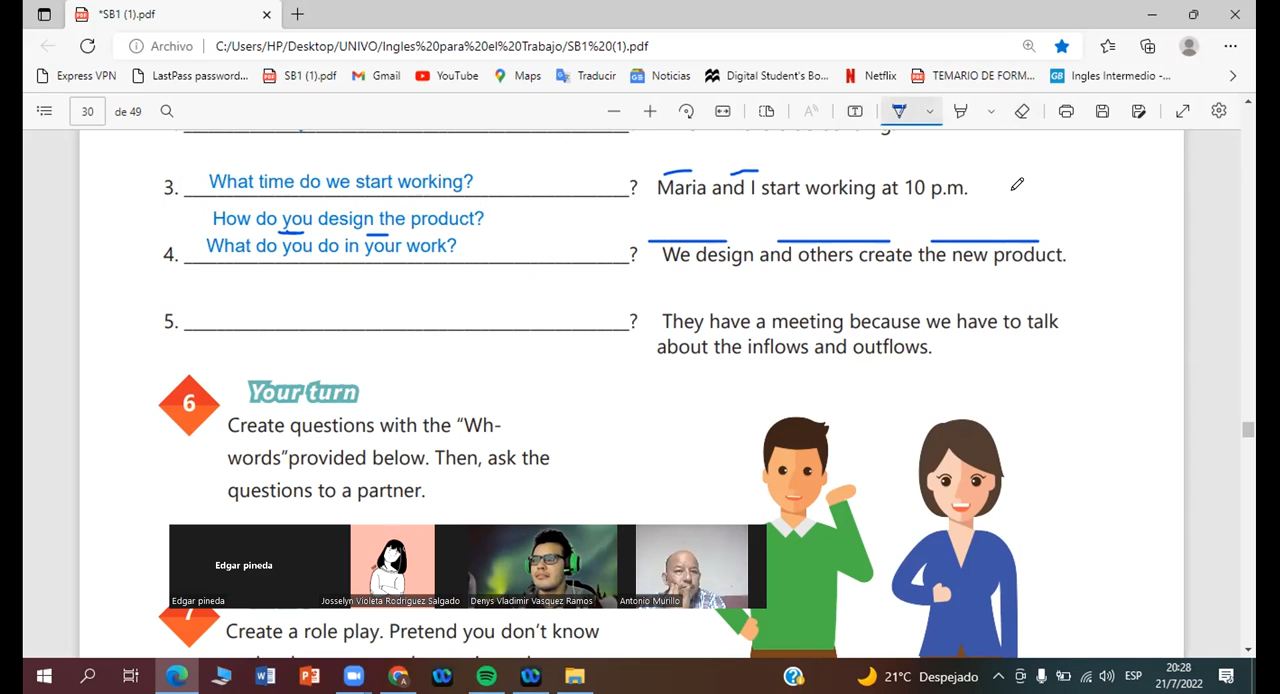 *SB1 (1).pdf
Archivo C:/Users/HP/Desktop/UNIVO/Ingles%20para%20el%20Trabajo/SB1%20(1).pdf
Express VPN LastPass password... SB1 (1).pdf Gmail YouTube Maps Traducir Noticias Digital Student's Bo... Netflix TEMARIO DE FORM... Ingles Intermedio -...
30 de 49
3. What time do we start working? ? Maria and I start working at 10 p.m.
How do you design the product?
4. What do you do in your work? ? We design and others create the new product.
5. ? They have a meeting because we have to talk
about the inflows and outflows.
6 Your turn
Create questions with the “Wh-
words”provided below. Then, ask the
questions to a partner.
Edgar pineda
Edgar pineda Josselyn Violeta Rodriguez Salgado Denys Vladimir Vasquez Ramos Antonio Murillo
7
Create a role play. Pretend you don't know
21°C Despejado ESP 20:28
21/7/2022